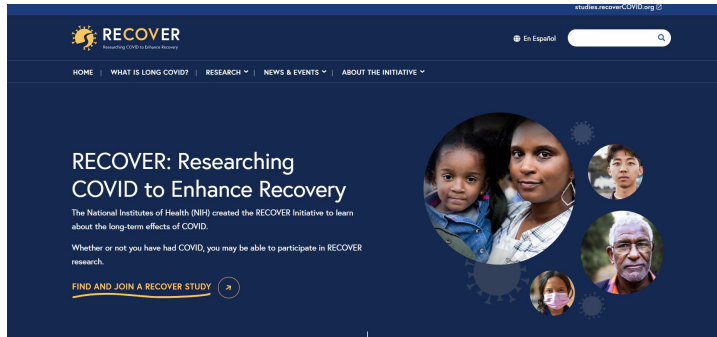 studies.recoverCOVID.org
RECOVER
Researching COVID to Enhance Recovery
En Español
HOME | WHAT IS LONG COVID? | RESEARCH | NEWS & EVENTS | ABOUT THE INITIATIVE
RECOVER: Researching
COVID to Enhance Recovery
The National Institutes of Health (NIH) created the RECOVER Initiative to learn
about the long-term effects of COVID.
Whether or not you have had COVID, you may be able to participate in RECOVER
research.
FIND AND JOIN A RECOVER STUDY